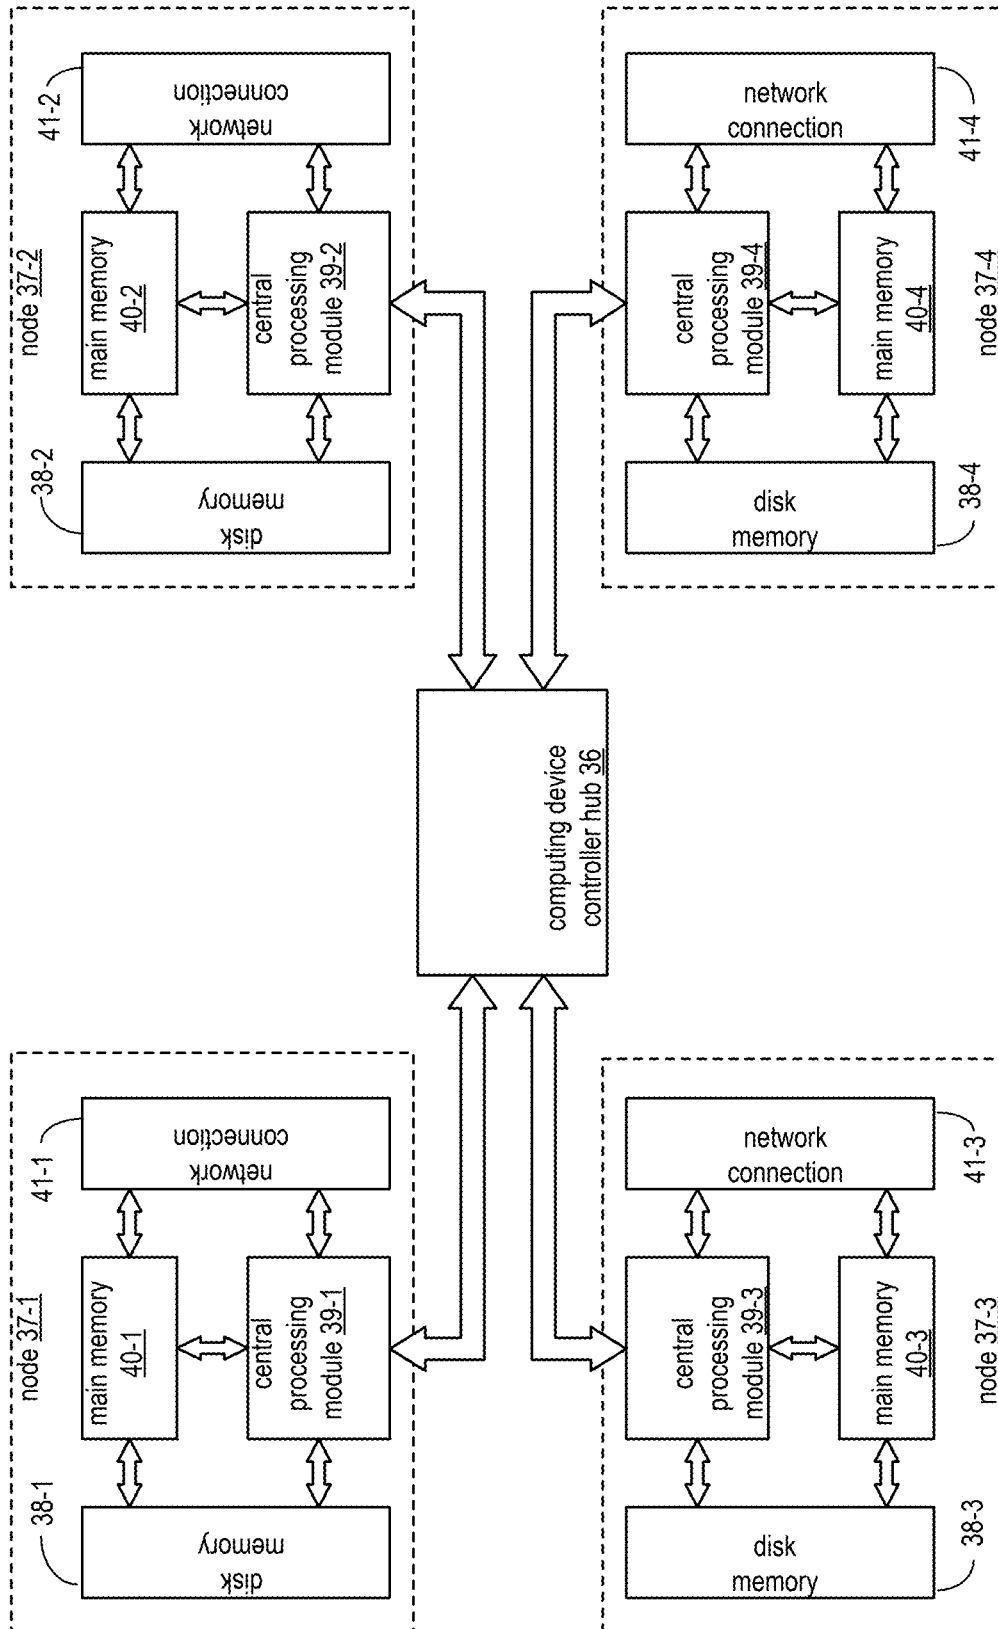 node 37-1
38-1
41-1
disk
memory
main memory
40-1
central
processing
module 39-1
network
connection
node 37-2
38-2
41-2
disk
memory
main memory
40-2
central
processing
module 39-2
network
connection
computing device
controller hub 36
disk
memory
central
processing
module 39-3
main memory
40-3
network
connection
38-3
41-3
node 37-3
disk
memory
central
processing
module 39-4
main memory
40-4
network
connection
38-4
41-4
node 37-4